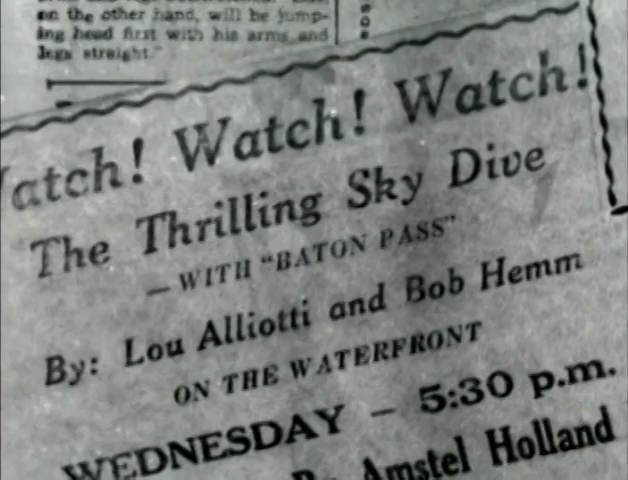 on the other hand, will be jump-
ing head first with his arms and
legs straight."
Watch! Watch! Watch!
The Thrilling Sky Dive
— WITH "BATON PASS"
By: Lou Alliotti and Bob Hemm
ON THE WATERFRONT
WEDNESDAY – 5:30 p.m.
Amstel Holland